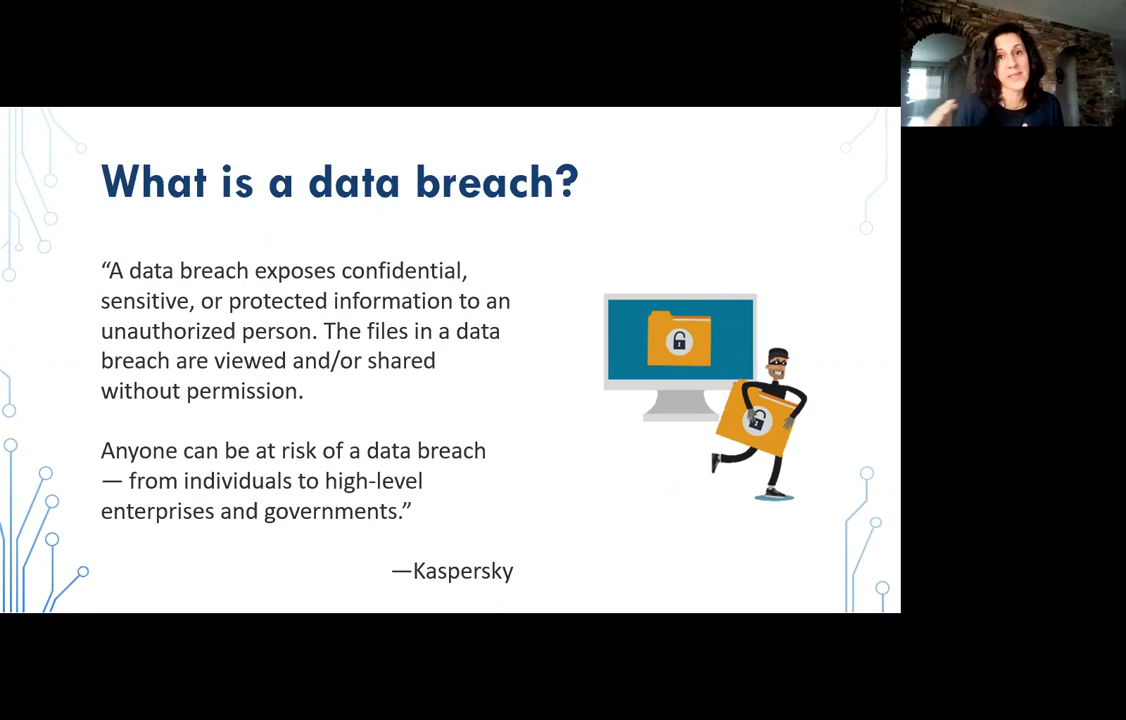 What is a data breach?
“A data breach exposes confidential,
sensitive, or protected information to an
unauthorized person. The files in a data
breach are viewed and/or shared
without permission.
Anyone can be at risk of a data breach
— from individuals to high-level
enterprises and governments.”
—Kaspersky